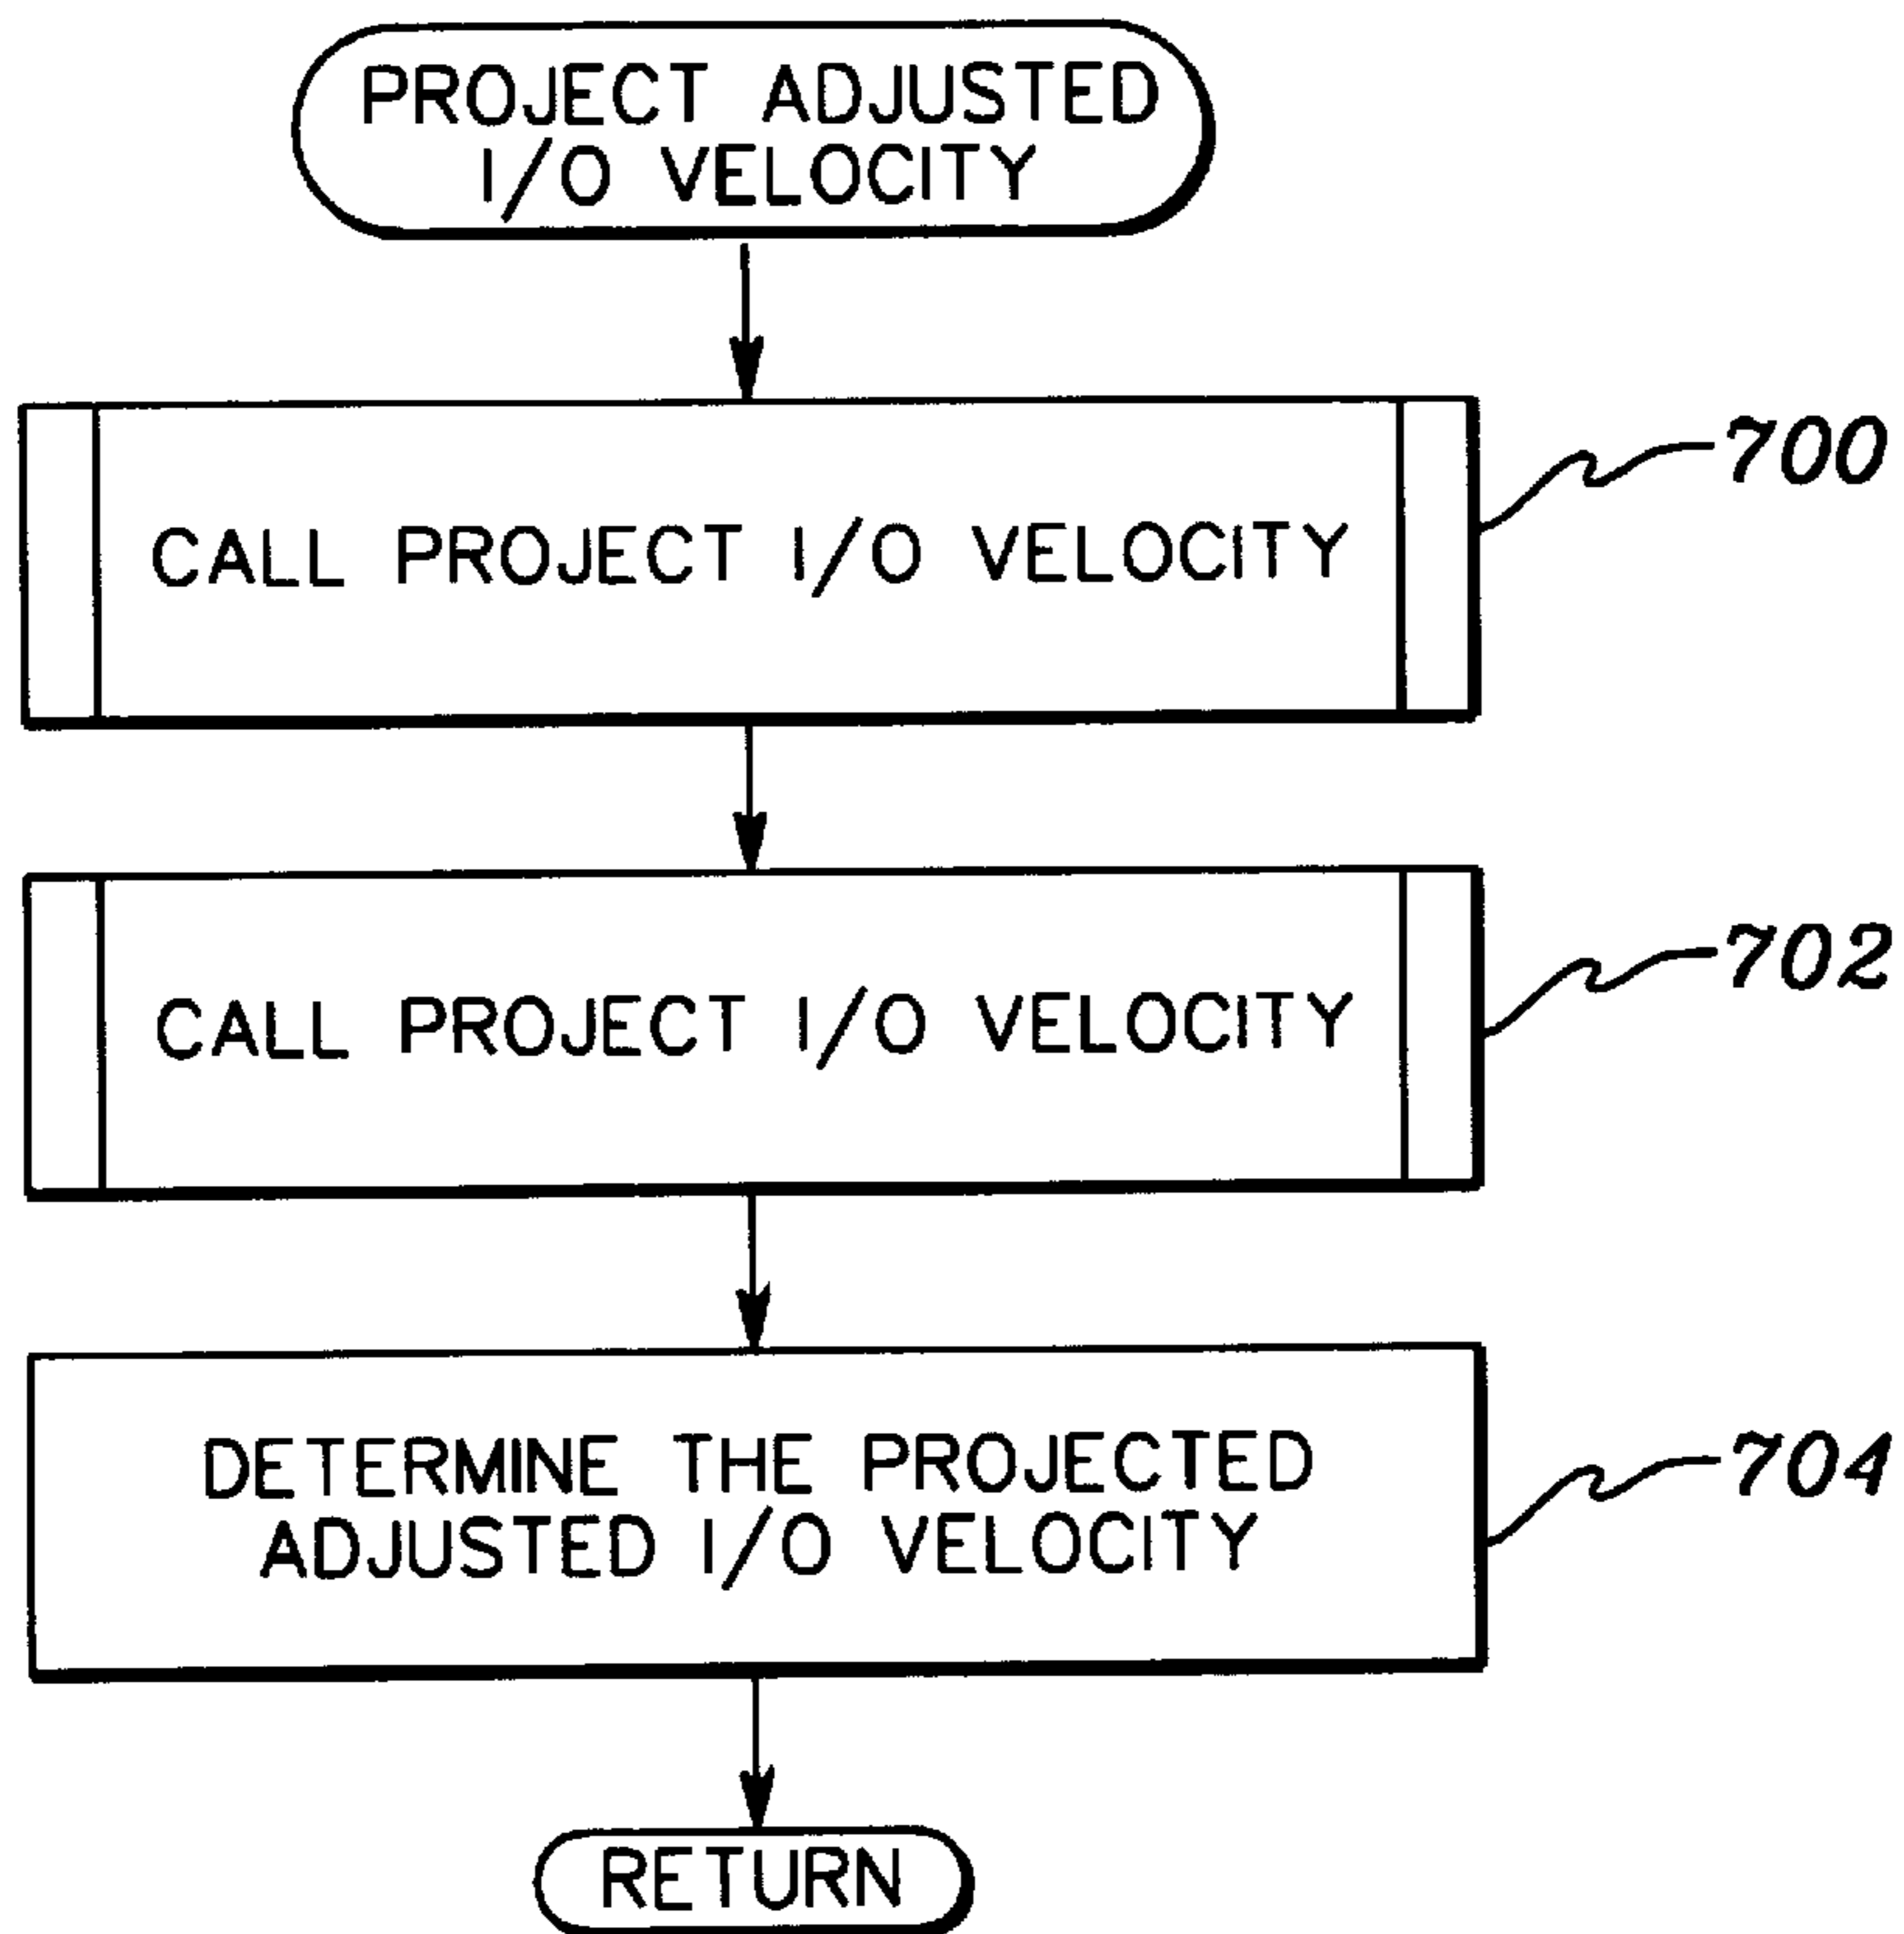 PROJECT ADJUSTED
I/O VELOCITY
CALL PROJECT I/O VELOCITY
700
CALL PROJECT I/O VELOCITY
702
DETERMINE THE PROJECTED
ADJUSTED I/O VELOCITY
704
RETURN